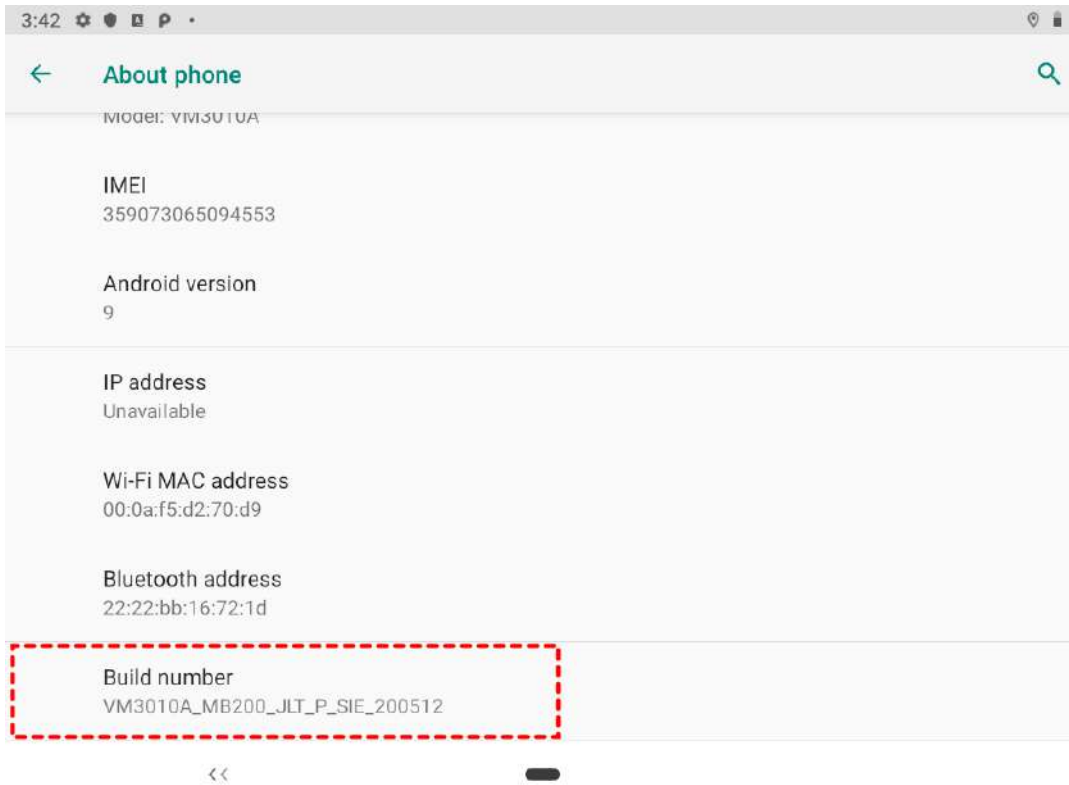 3:42
About phone
Model: VM3010A
IMEI
359073065094553
Android version
9
IP address
Unavailable
Wi-Fi MAC address
00:0a:f5:d2:70:d9
Bluetooth address
22:22:bb:16:72:1d
Build number
VM3010A_MB200_JLT_P_SIE_200512